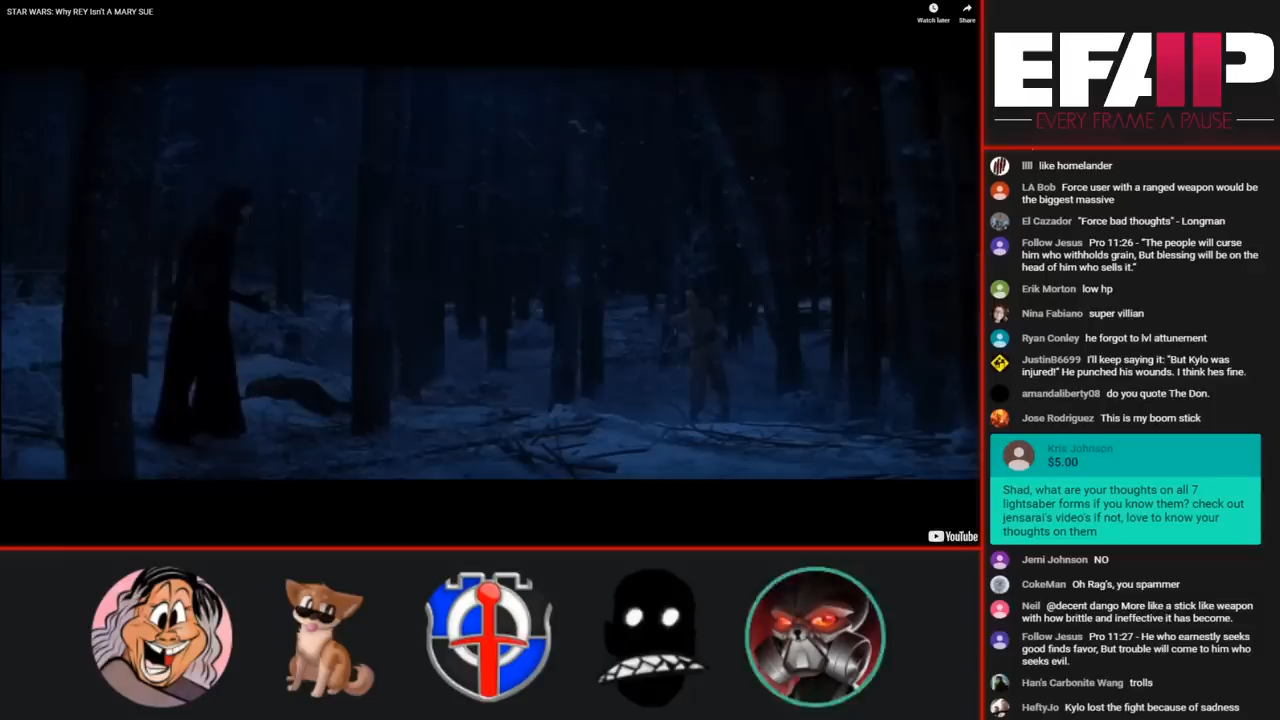 STAR WARS: Why REY Isn't A MARY SUE
Watch later
Share
YouTube
EFAP
EVERY FRAME A PAUSE
lllll like homelander
LA Bob Force user with a ranged weapon would be
the biggest massive
El Cazador "Force bad thoughts" - Longman
Follow Jesus Pro 11:26 - "The people will curse
him who withholds grain, But blessing will be on the
head of him who sells it."
Erik Morton low hp
Nina Fabiano super villian
Ryan Conley he forgot to lvl attunement
JustinB6699 I'll keep saying it: "But Kylo was
injured!" He punched his wounds. I think hes fine.
amandaliberty08 do you quote The Don.
Jose Rodriguez This is my boom stick
Kris Johnson
$5.00
Shad, what are your thoughts on all 7
lightsaber forms if you know them? check out
jensarai's video's if not, love to know your
thoughts on them
Jemi Johnson NO
CokeMan Oh Rag's, you spammer
Neil @decent dango More like a stick like weapon
with how brittle and ineffective it has become.
Follow Jesus Pro 11:27 - He who earnestly seeks
good finds favor, But trouble will come to him who
seeks evil.
Han's Carbonite Wang trolls
HeftyJo Kylo lost the fight because of sadness